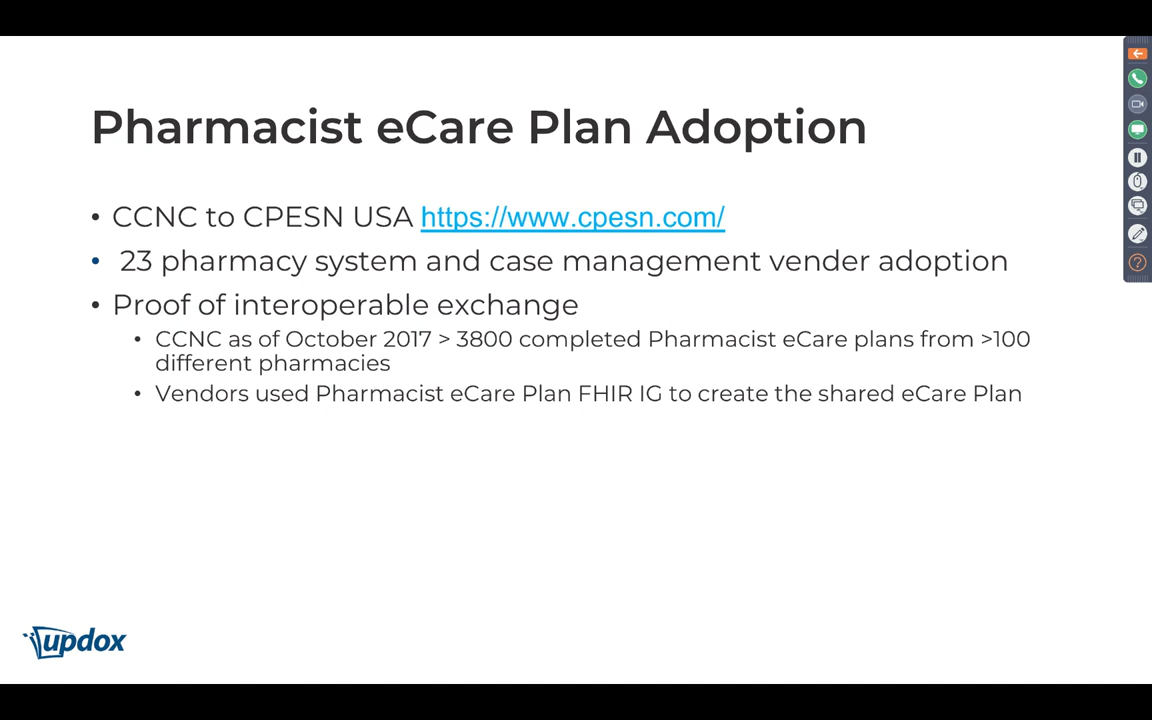 Pharmacist eCare Plan Adoption
• CCNC to CPESN USA https://www.cpesn.com/
• 23 pharmacy system and case management vender adoption
• Proof of interoperable exchange
• CCNC as of October 2017 > 3800 completed Pharmacist eCare plans from >100
different pharmacies
• Vendors used Pharmacist eCare Plan FHIR IG to create the shared eCare Plan
updox